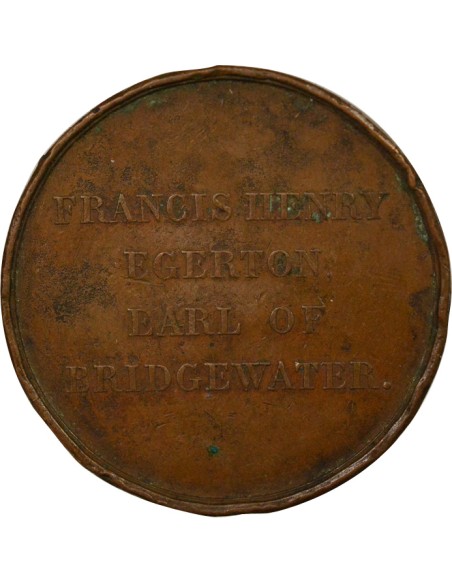 FRANCIS HENRY
EGERTON,
EARL OF
BRIDGEWATER.